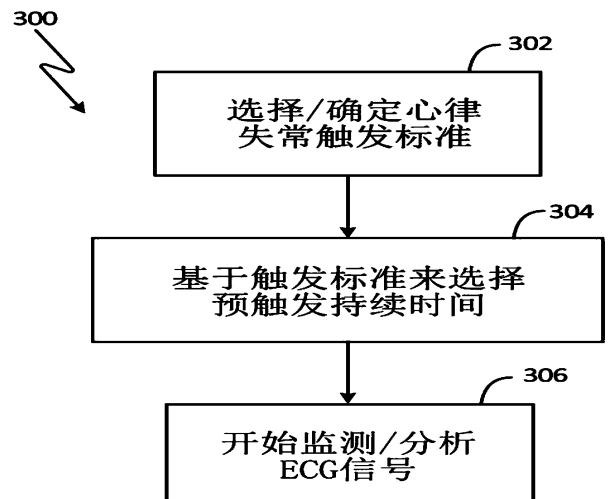 300
302
选择/确定心律
失常触发标准
304
基于触发标准来选择
预触发持续时间
306
开始监测/分析
ECG信号